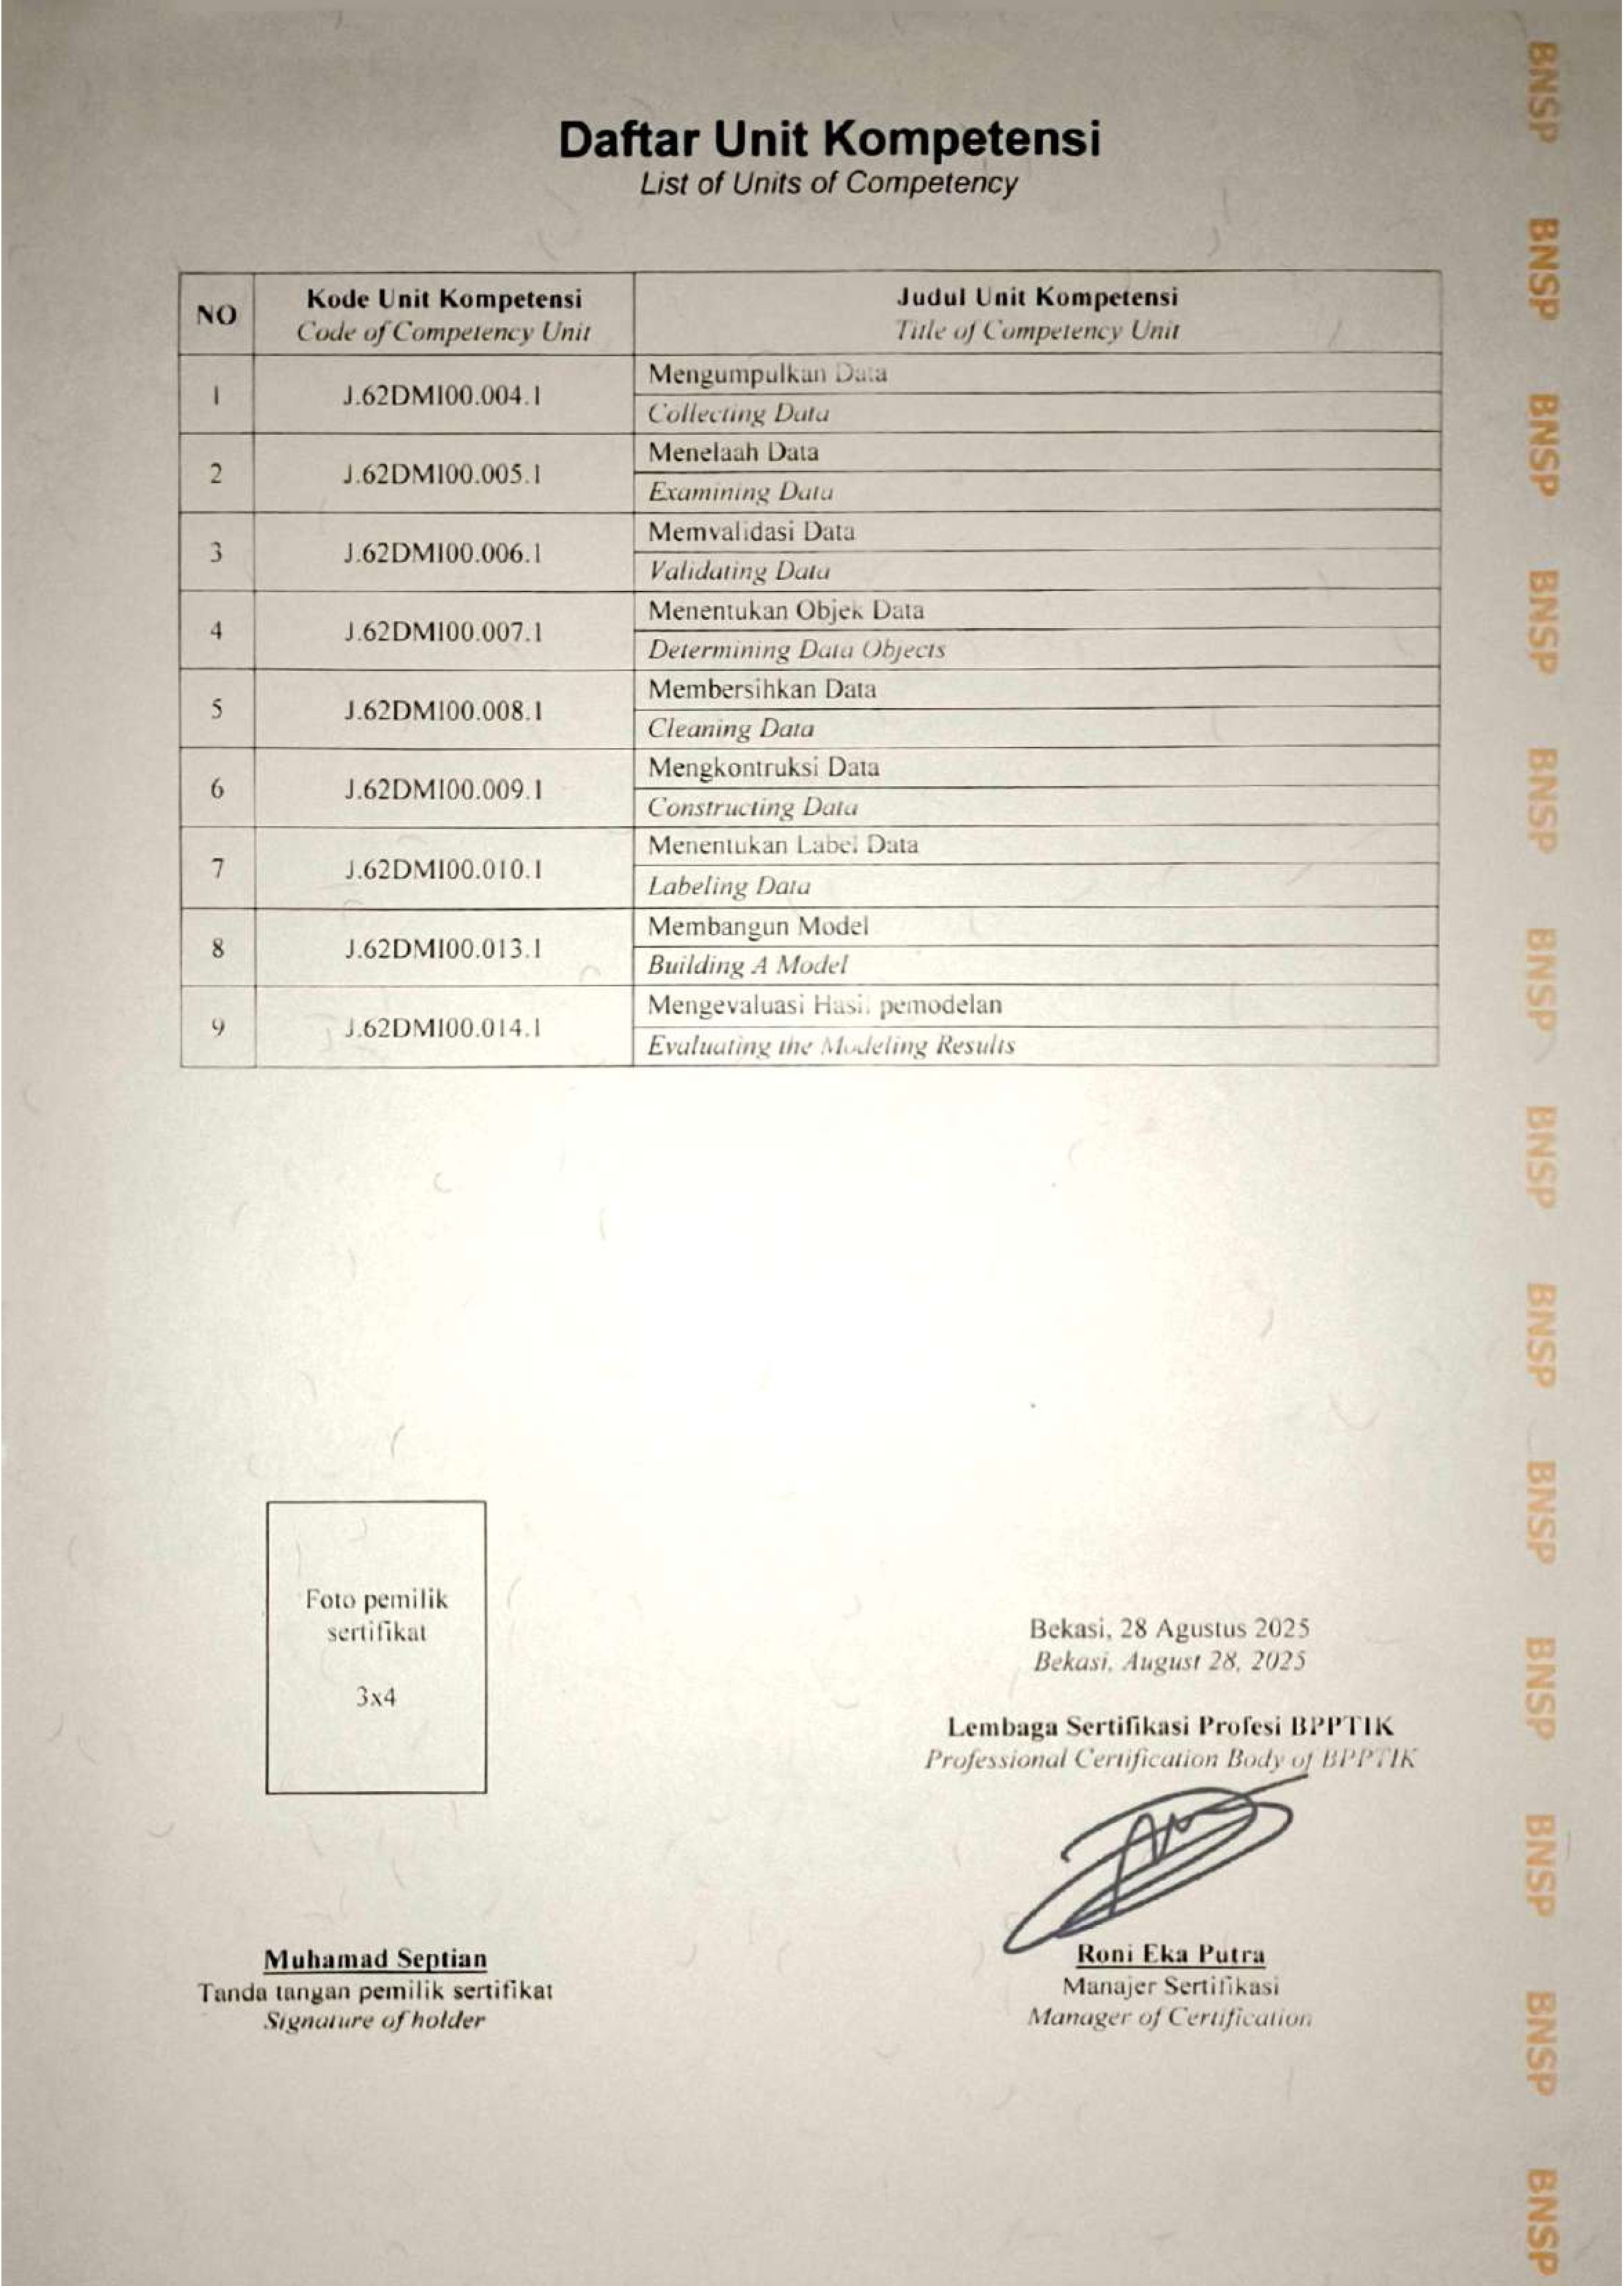 Daftar Unit Kompetensi
List of Units of Competency
NO
Kode Unit Kompetensi
Code of Competency Unit
Judul Unit Kompetensi
Title of Competency Unit
1
J.62DMI00.004.1
Mengumpulkan Data
Collecting Data
2
J.62DMI00.005.1
Menelaah Data
Examining Data
3
J.62DMI00.006.1
Memvalidasi Data
Validating Data
4
J.62DMI00.007.1
Menentukan Objek Data
Determining Data Objects
5
J.62DMI00.008.1
Membersihkan Data
Cleaning Data
6
J.62DMI00.009.1
Mengkontruksi Data
Constructing Data
7
J.62DMI00.010.1
Menentukan Label Data
Labeling Data
8
J.62DMI00.013.1
Membangun Model
Building A Model
9
J.62DMI00.014.1
Mengevaluasi Hasil pemodelan
Evaluating the Modeling Results
Foto pemilik
sertifikat
3x4
Bekasi, 28 Agustus 2025
Bekasi, August 28, 2025
Lembaga Sertifikasi Profesi BPPTIK
Professional Certification Body of BPPTIK
Muhamad Septian
Tanda tangan pemilik sertifikat
Signature of holder
Roni Eka Putra
Manajer Sertifikasi
Manager of Certification
BNSP
BNSP
BNSP
BNSP
BNSP
BNSP
BNSP
BNSP
BNSP
BNSP
BNSP
BNSP
BNSP